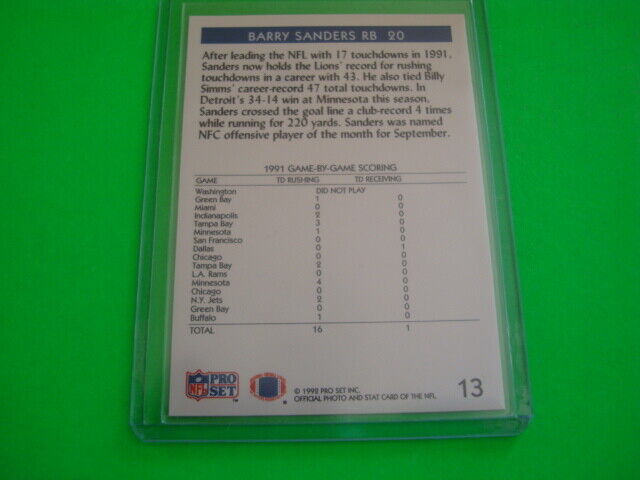 BARRY SANDERS RB 20
After leading the NFL with 17 touchdowns in 1991,
Sanders now holds the Lions' record for rushing
touchdowns in a career with 43. He also tied Billy
Simms' career-record 47 total touchdowns. In
Detroit's 34-14 win at Minnesota this season,
Sanders crossed the goal line a club-record 4 times
while running for 220 yards. Sanders was named
NFC offensive player of the month for September.
1991 GAME-BY-GAME SCORING
GAME TD RUSHING TD RECEIVING
Washington DID NOT PLAY
Green Bay 1 0
Miami 0 0
Indianapolis 2 0
Tampa Bay 3 0
Minnesota 1 0
San Francisco 0 0
Dallas 0 1
Chicago 0 0
Tampa Bay 2 0
L.A. Rams 0 0
Minnesota 4 0
Chicago 0 0
N.Y. Jets 2 0
Green Bay 0 0
Buffalo 1 0
TOTAL 16 1
NFL PRO SET ™
© 1992 PRO SET INC.
OFFICIAL PHOTO AND STAT CARD OF THE NFL
13